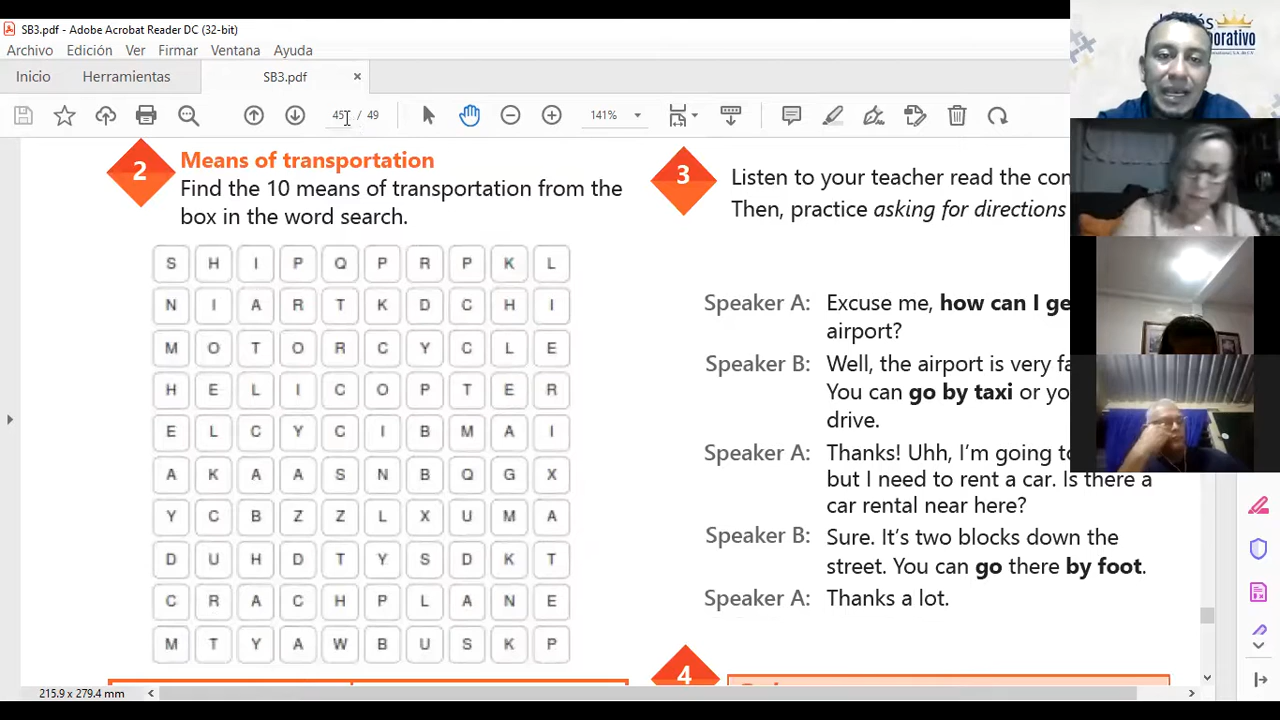 SB3.pdf - Adobe Acrobat Reader DC (32-bit)
Archivo Edición Ver Firmar Ventana Ayuda
Inicio Herramientas SB3.pdf ×
45 / 49 141%
2 Means of transportation
Find the 10 means of transportation from the
box in the word search.
S H I P Q P R P K L
N I A R T K D C H I
M O T O R C Y C L E
H E L I C O P T E R
E L C Y C I B M A I
A K A A S N B Q G X
Y C B Z Z L X U M A
D U H D T Y S D K T
C R A C H P L A N E
M T Y A W B U S K P
3 Listen to your teacher read the con
Then, practice asking for directions
Speaker A: Excuse me, how can I ge
airport?
Speaker B: Well, the airport is very fa
You can go by taxi or yo
drive.
Speaker A: Thanks! Uhh, I'm going to
but I need to rent a car. Is there a
car rental near here?
Speaker B: Sure. It's two blocks down the
street. You can go there by foot.
Speaker A: Thanks a lot.
4
215.9 x 279.4 mm